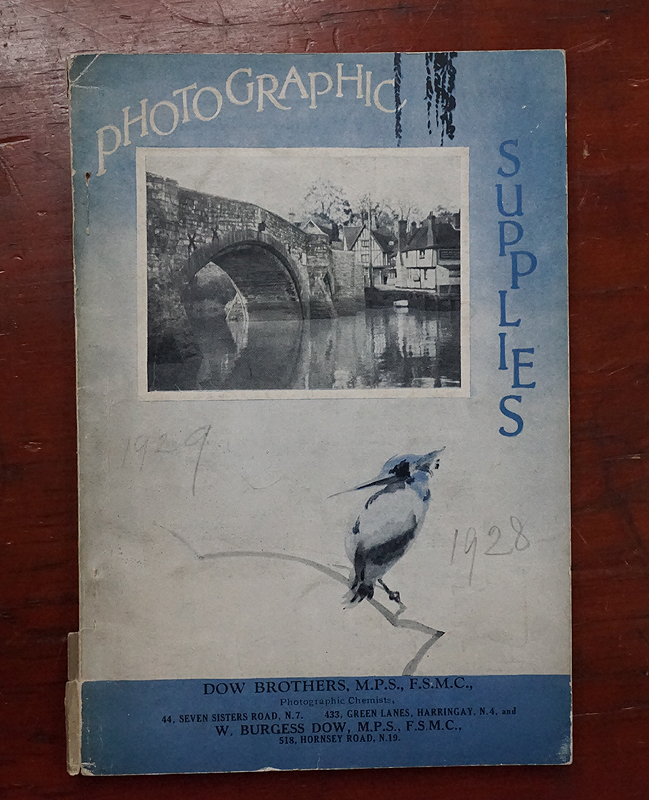 PHOTOGRAPHIC
SUPPLIES
1929
1928
DOW BROTHERS, M.P.S., F.S.M.C.,
Photographic Chemists,
44, SEVEN SISTERS ROAD, N.7. 433, GREEN LANES, HARRINGAY, N.4, and
W. BURGESS DOW, M.P.S., F.S.M.C.,
518, HORNSEY ROAD, N.19.